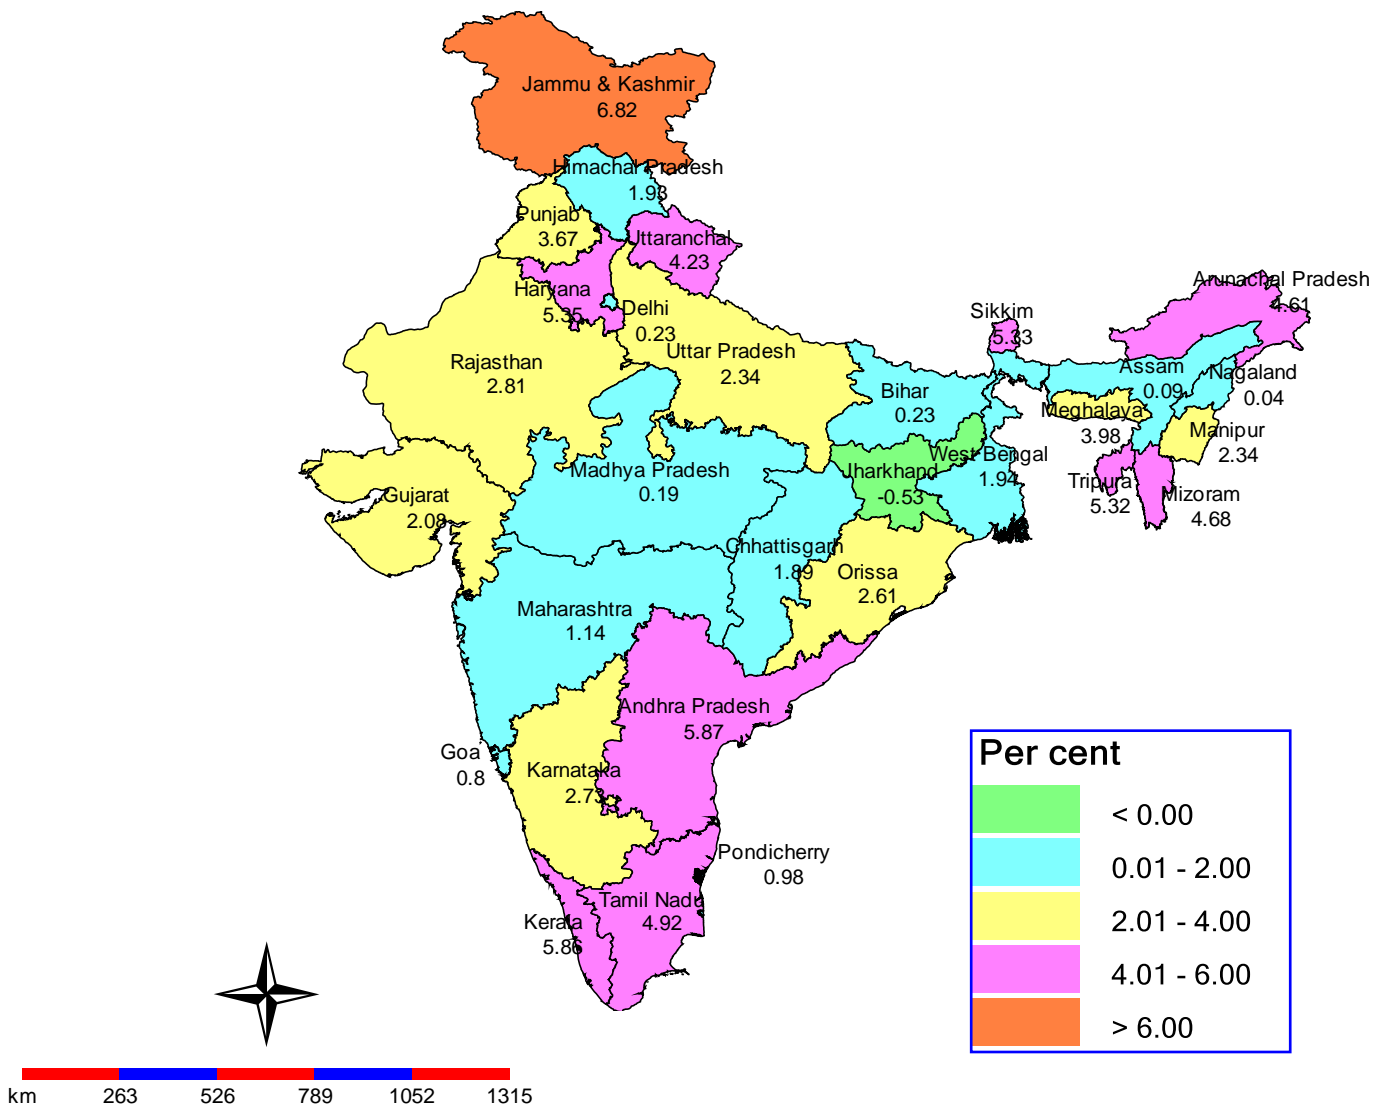 Jammu & Kashmir
6.82
Himachal Pradesh
1.93
Punjab
3.67
Uttaranchal
4.23
Haryana
5.35
Delhi
0.23
Arunachal Pradesh
4.61
Sikkim
5.33
Rajasthan
2.81
Uttar Pradesh
2.34
Assam
0.09
Nagaland
0.04
Bihar
0.23
Meghalaya
3.98
Manipur
2.34
West Bengal
1.94
Jharkhand
-0.53
Madhya Pradesh
0.19
Tripura
5.32
Mizoram
4.68
Gujarat
2.08
Chhattisgarh
1.89
Orissa
2.61
Maharashtra
1.14
Andhra Pradesh
5.87
Goa
0.8
Karnataka
2.73
Pondicherry
0.98
Tamil Nadu
4.92
Kerala
5.86
Per cent
< 0.00
0.01 - 2.00
2.01 - 4.00
4.01 - 6.00
> 6.00
km 263 526 789 1052 1315